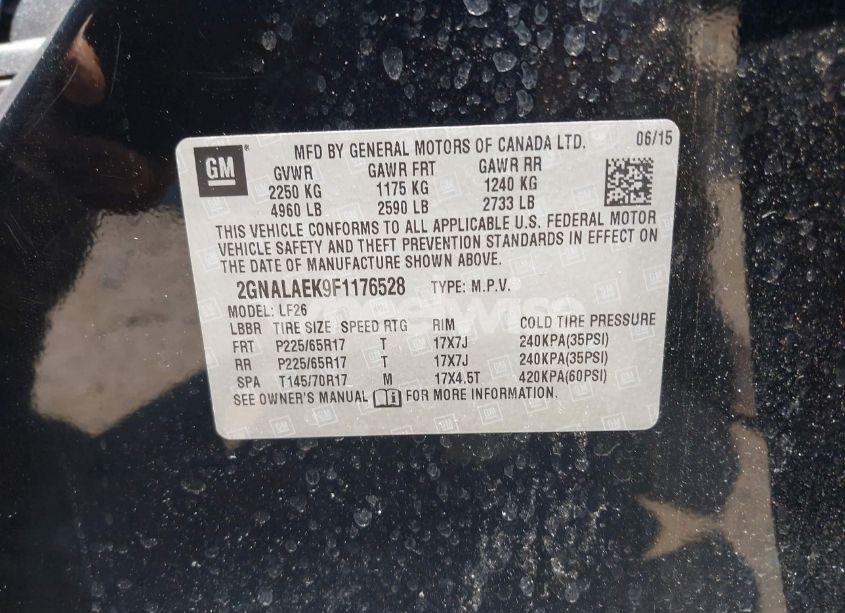 GM
MFD BY GENERAL MOTORS OF CANADA LTD. 06/15
GVWR GAWR FRT GAWR RR
2250 KG 1175 KG 1240 KG
4960 LB 2590 LB 2733 LB
THIS VEHICLE CONFORMS TO ALL APPLICABLE U.S. FEDERAL MOTOR
VEHICLE SAFETY AND THEFT PREVENTION STANDARDS IN EFFECT ON
THE DATE OF MANUFACTURE SHOWN ABOVE.
2GNALAEK9F1176528 TYPE: M.P.V.
MODEL: LF26
LBBR TIRE SIZE SPEED RTG RIM COLD TIRE PRESSURE
FRT P225/65R17 T 17X7J 240KPA(35PSI)
RR P225/65R17 T 17X7J 240KPA(35PSI)
SPA T145/70R17 M 17X4.5T 420KPA(60PSI)
SEE OWNER'S MANUAL FOR MORE INFORMATION.